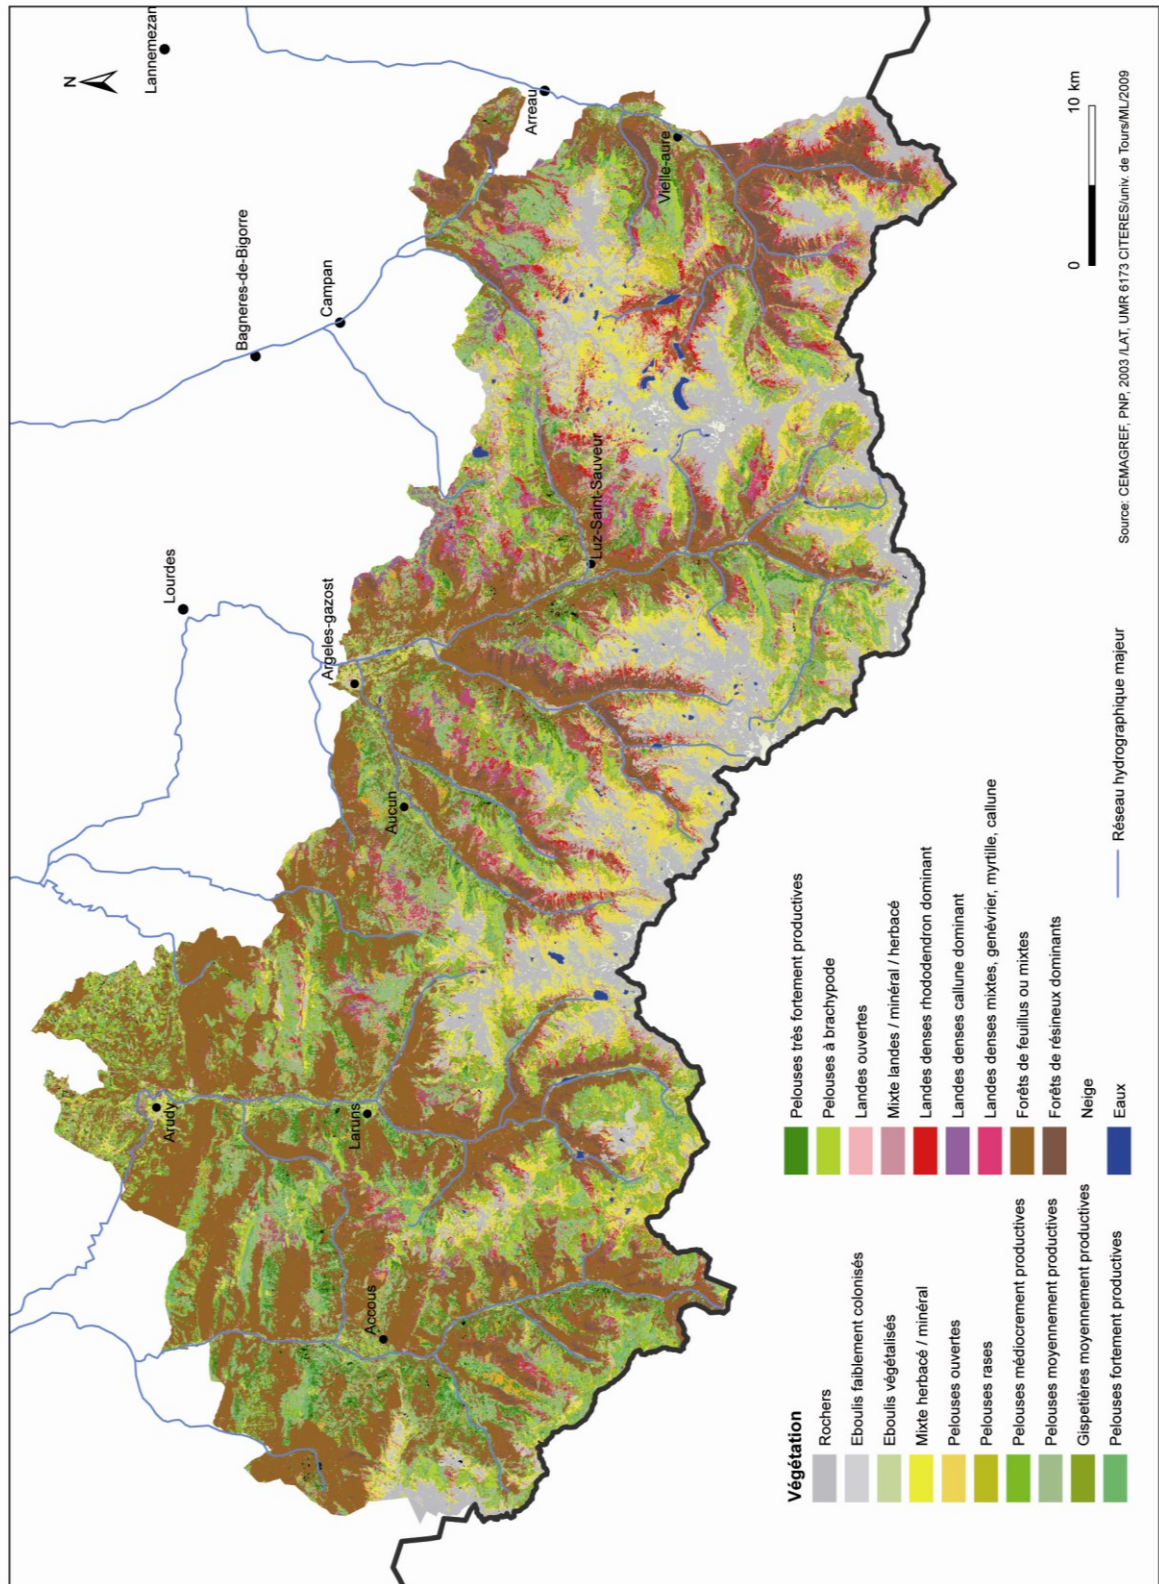 N
Lannemezan
Bagneres-de-Bigorre
Campan
Arreau
Vielle-aure
Lourdes
Argeles-gazost
Luz-Saint-Sauveur
Aucun
Arudy
Laruns
Accous
0 10 km
Source: CEMAGREF, PNP, 2003 /LAT, UMR 6173 CITERES/univ. de Tours/ML/2009
Végétation
Rochers
Eboulis faiblement colonisés
Eboulis végétalisés
Mixte herbacé / minéral
Pelouses ouvertes
Pelouses rases
Pelouses médiocrement productives
Pelouses moyennement productives
Gispetières moyennement productives
Pelouses fortement productives
Pelouses très fortement productives
Pelouses à brachypode
Landes ouvertes
Mixte landes / minéral / herbacé
Landes denses rhododendron dominant
Landes denses callune dominant
Landes denses mixtes, genévrier, myrtille, callune
Forêts de feuillus ou mixtes
Forêts de résineux dominants
Neige
Eaux
Réseau hydrographique majeur